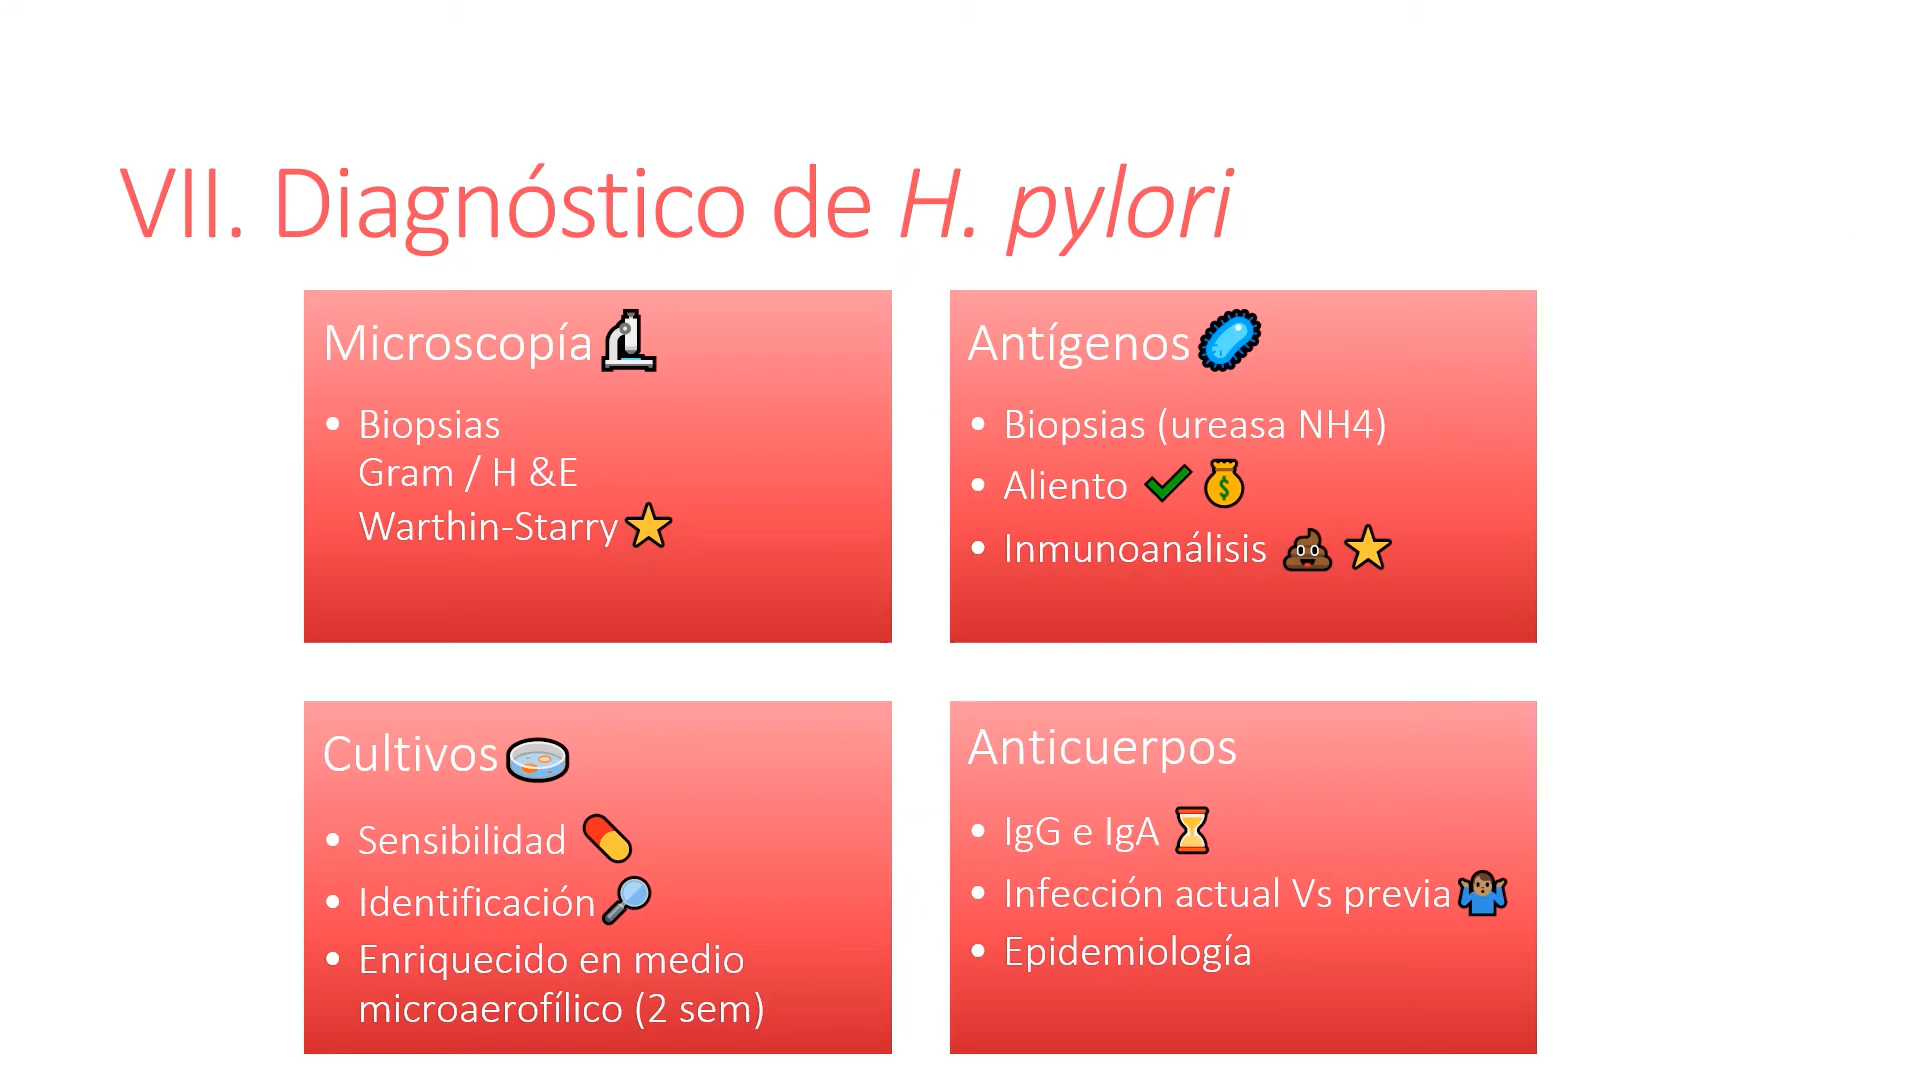 VII. Diagnóstico de H. pylori
Microscopía
• Biopsias
Gram / H &E
Warthin-Starry
Antígenos
• Biopsias (ureasa NH4)
• Aliento
• Inmunoanálisis
Cultivos
• Sensibilidad
• Identificación
• Enriquecido en medio
microaerofílico (2 sem)
Anticuerpos
• IgG e IgA
• Infección actual Vs previa
• Epidemiología